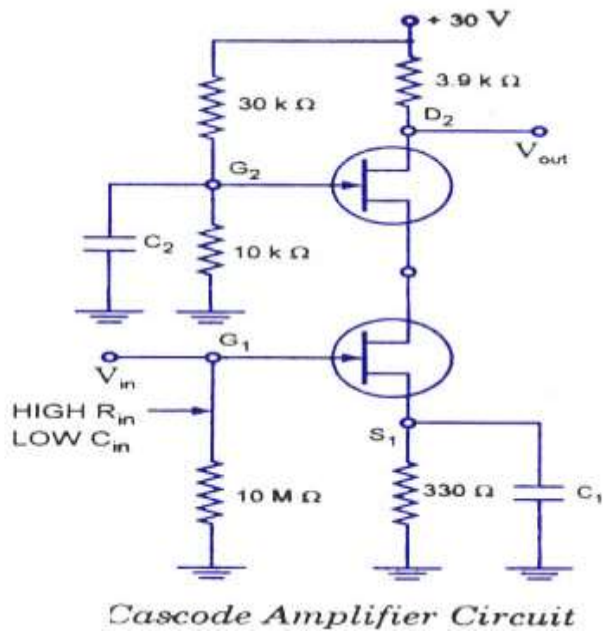 + 30 V
3.9 k Ω
30 k Ω
D2
Vout
G2
C2
10 k Ω
G1
Vin
HIGH Rin
LOW Cin
S1
10 M Ω
330 Ω
C1
Cascode Amplifier Circuit